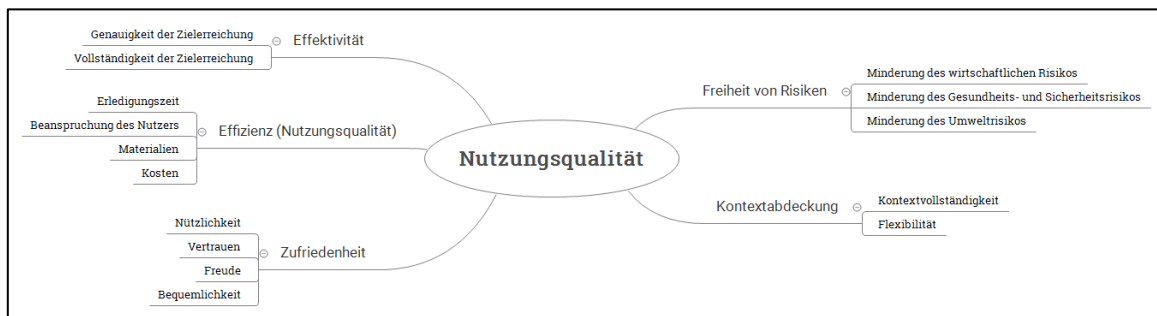 Nutzungsqualität
Effektivität
Genauigkeit der Zielerreichung
Vollständigkeit der Zielerreichung
Effizienz (Nutzungsqualität)
Erledigungszeit
Beanspruchung des Nutzers
Materialien
Kosten
Zufriedenheit
Nützlichkeit
Vertrauen
Freude
Bequemlichkeit
Freiheit von Risiken
Minderung des wirtschaftlichen Risikos
Minderung des Gesundheits- und Sicherheitsrisikos
Minderung des Umweltrisikos
Kontextabdeckung
Kontextvollständigkeit
Flexibilität